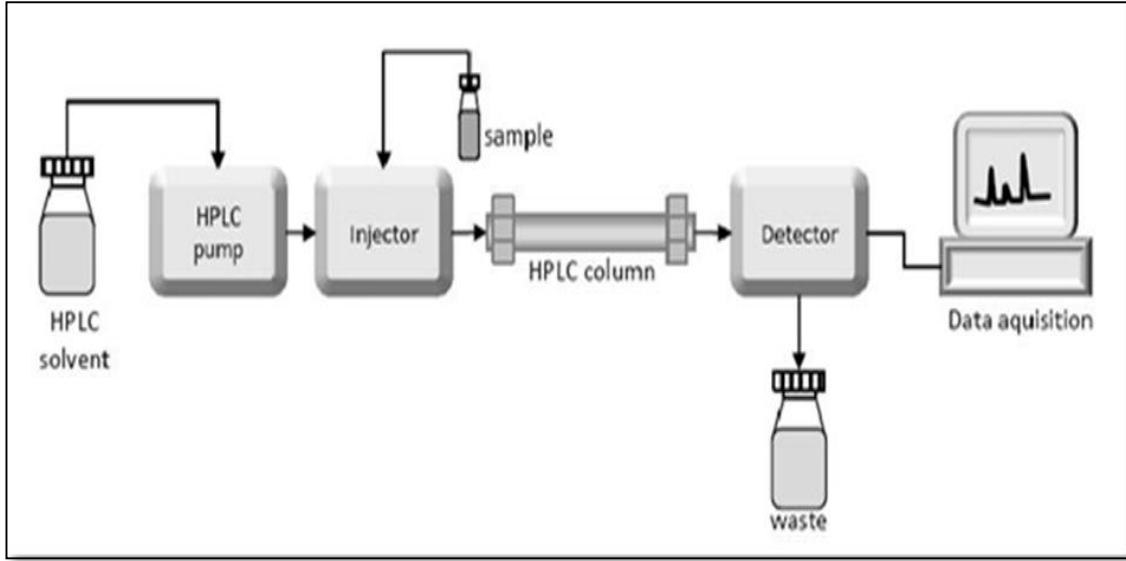 sample
HPLC
pump
Injector
Detector
HPLC column
HPLC
solvent
Data aquisition
waste